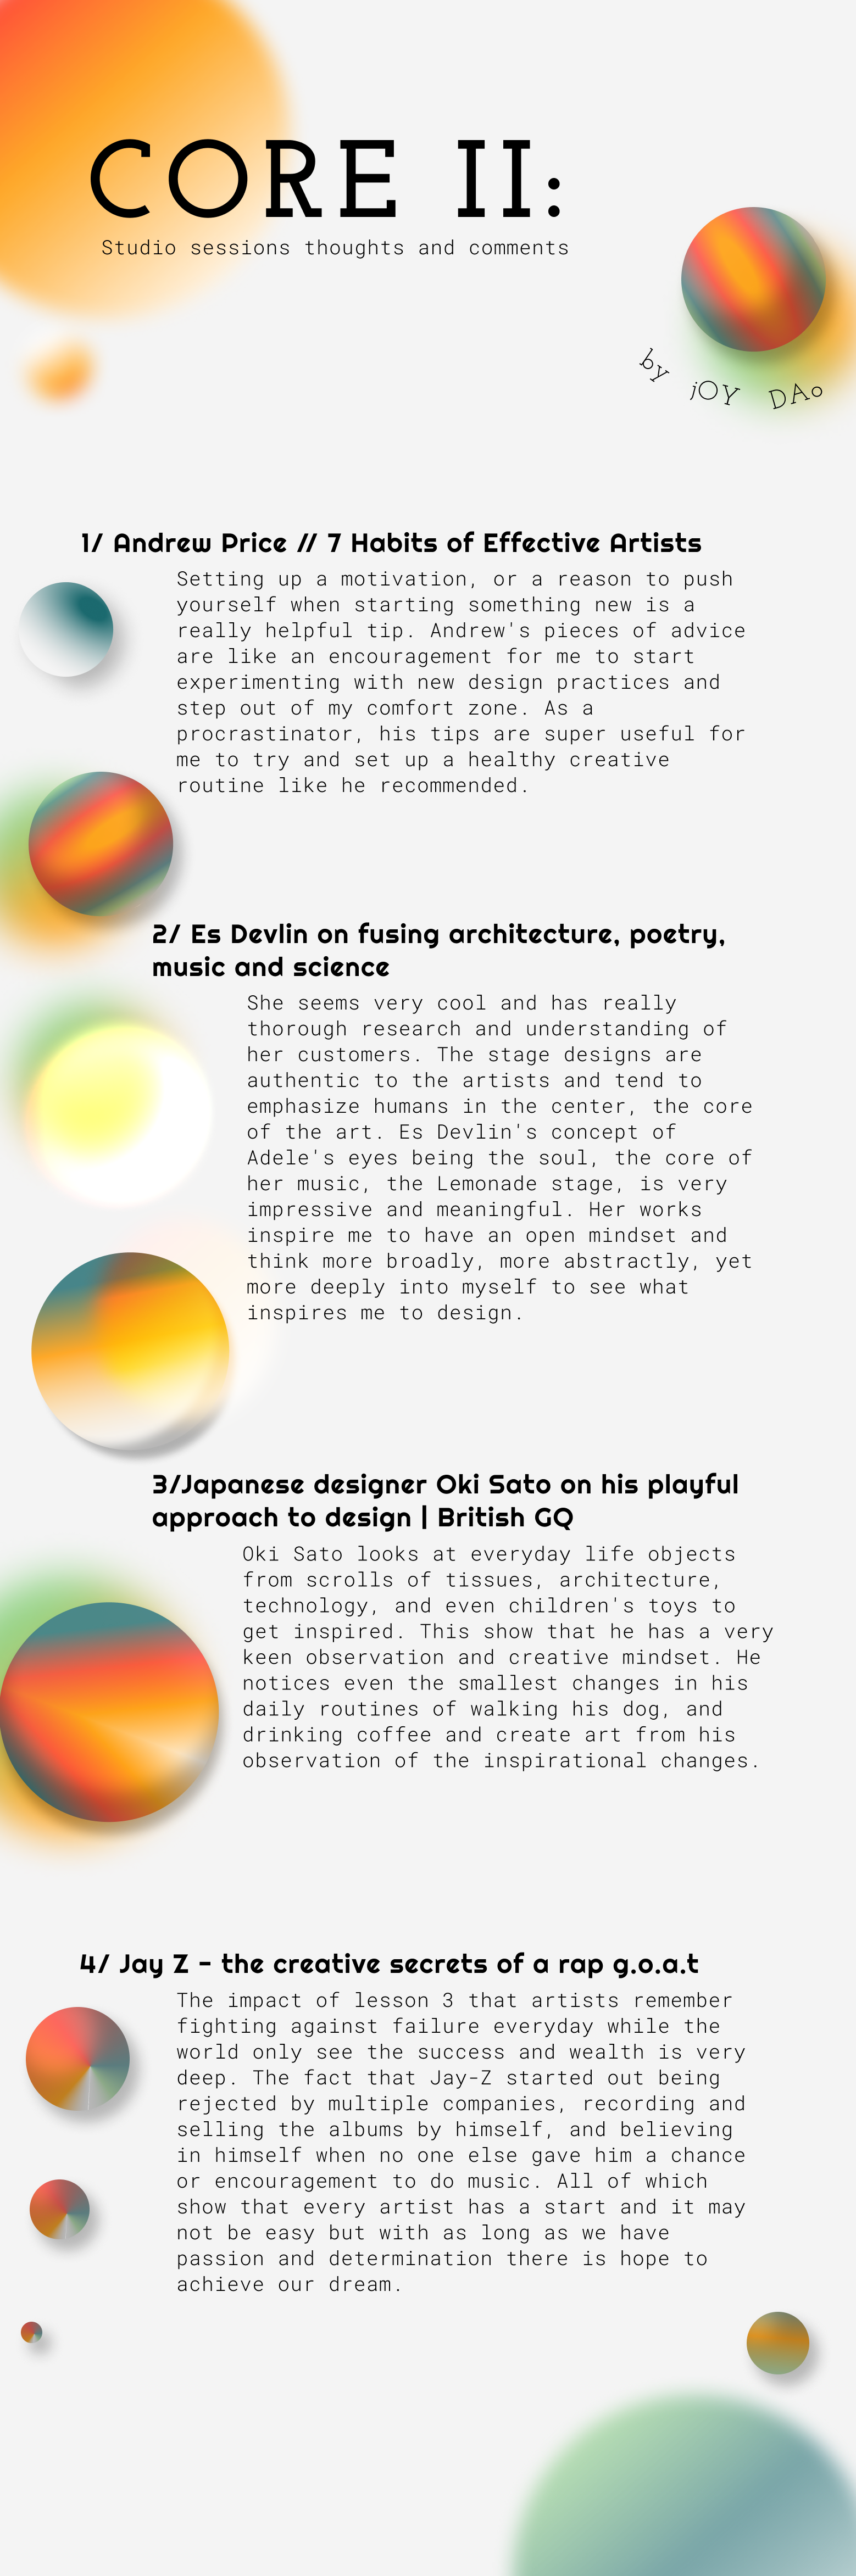 CORE II:
Studio sessions thoughts and comments
by jOY DAo
1/ Andrew Price // 7 Habits of Effective Artists
Setting up a motivation, or a reason to push
yourself when starting something new is a
really helpful tip. Andrew's pieces of advice
are like an encouragement for me to start
experimenting with new design practices and
step out of my comfort zone. As a
procrastinator, his tips are super useful for
me to try and set up a healthy creative
routine like he recommended.
2/ Es Devlin on fusing architecture, poetry,
music and science
She seems very cool and has really
thorough research and understanding of
her customers. The stage designs are
authentic to the artists and tend to
emphasize humans in the center, the core
of the art. Es Devlin's concept of
Adele's eyes being the soul, the core of
her music, the Lemonade stage, is very
impressive and meaningful. Her works
inspire me to have an open mindset and
think more broadly, more abstractly, yet
more deeply into myself to see what
inspires me to design.
3/Japanese designer Oki Sato on his playful
approach to design | British GQ
Oki Sato looks at everyday life objects
from scrolls of tissues, architecture,
technology, and even children's toys to
get inspired. This show that he has a very
keen observation and creative mindset. He
notices even the smallest changes in his
daily routines of walking his dog, and
drinking coffee and create art from his
observation of the inspirational changes.
4/ Jay Z - the creative secrets of a rap g.o.a.t
The impact of lesson 3 that artists remember
fighting against failure everyday while the
world only see the success and wealth is very
deep. The fact that Jay-Z started out being
rejected by multiple companies, recording and
selling the albums by himself, and believing
in himself when no one else gave him a chance
or encouragement to do music. All of which
show that every artist has a start and it may
not be easy but with as long as we have
passion and determination there is hope to
achieve our dream.